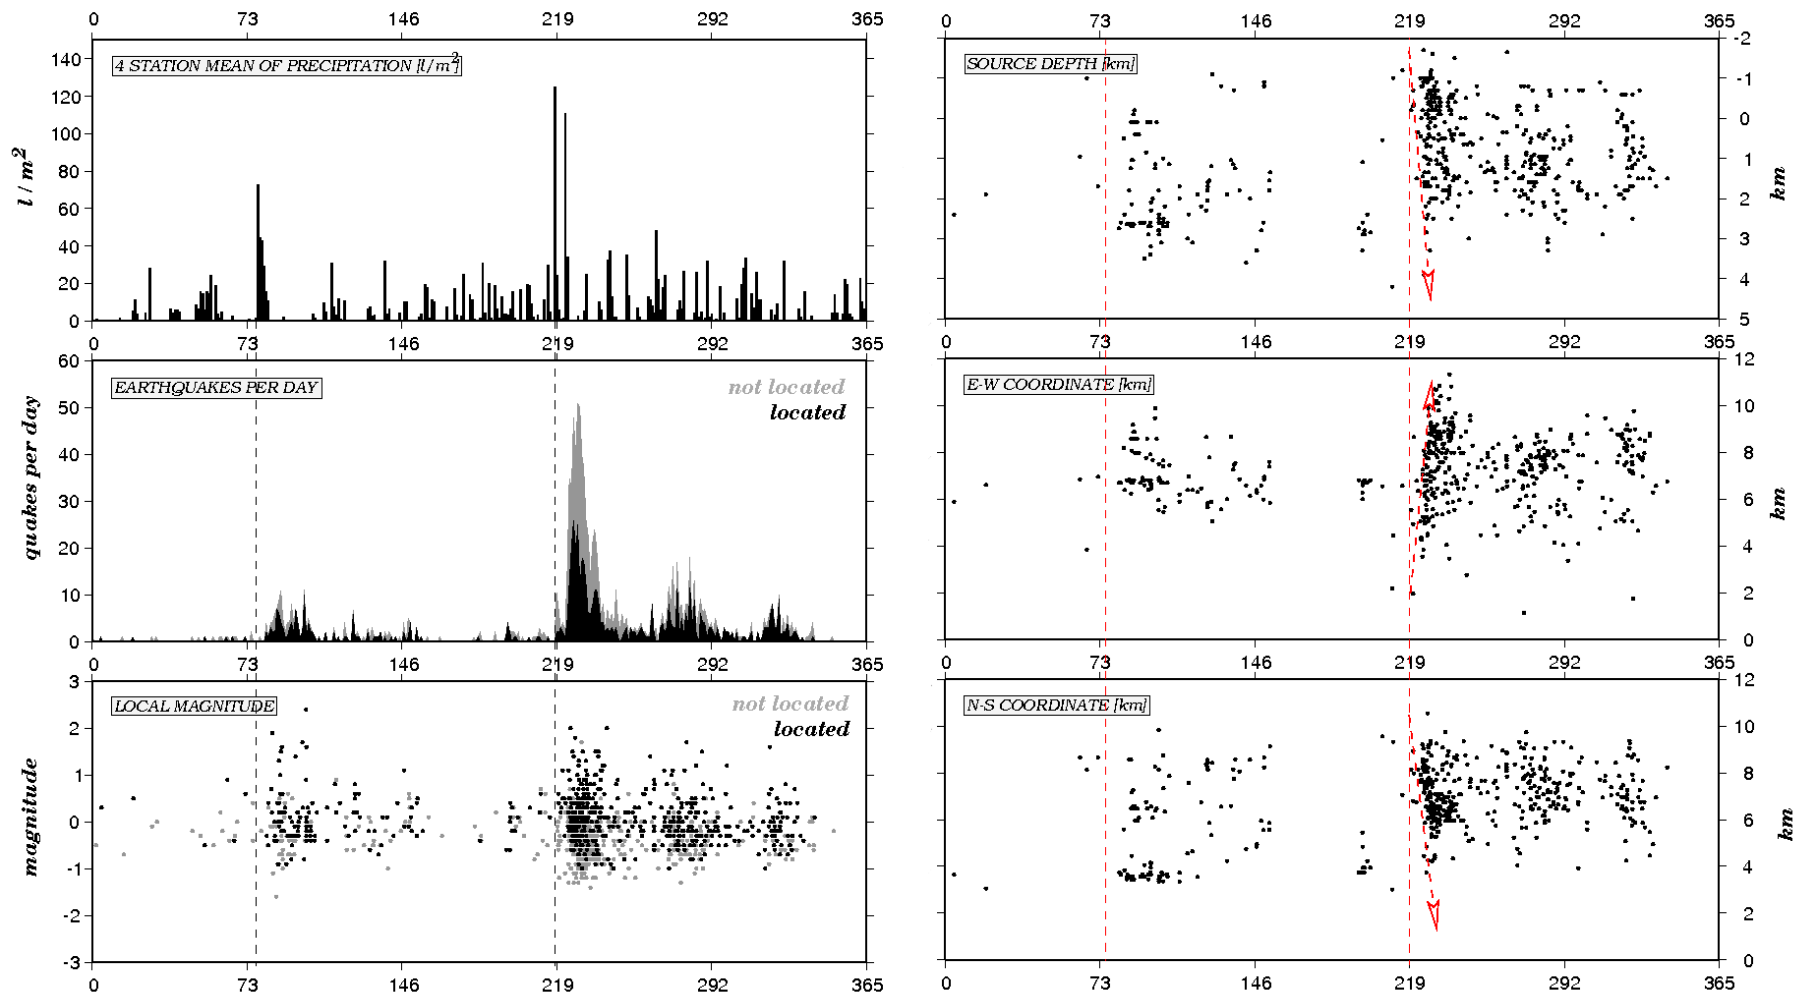 0 73 146 219 292 365
140
120
100
80
60
40
20
0
l / m²
4 STATION MEAN OF PRECIPITATION [l/m²]
0 73 146 219 292 365
60
50
40
30
20
10
0
quakes per day
EARTHQUAKES PER DAY
not located
located
0 73 146 219 292 365
3
2
1
0
-1
-2
-3
magnitude
LOCAL MAGNITUDE
not located
located
0 73 146 219 292 365
0 73 146 219 292 365
SOURCE DEPTH [km]
-2
-1
0
1
2
3
4
5
km
0 73 146 219 292 365
E-W COORDINATE [km]
12
10
8
6
4
2
0
km
0 73 146 219 292 365
N-S COORDINATE [km]
12
10
8
6
4
2
0
km
0 73 146 219 292 365